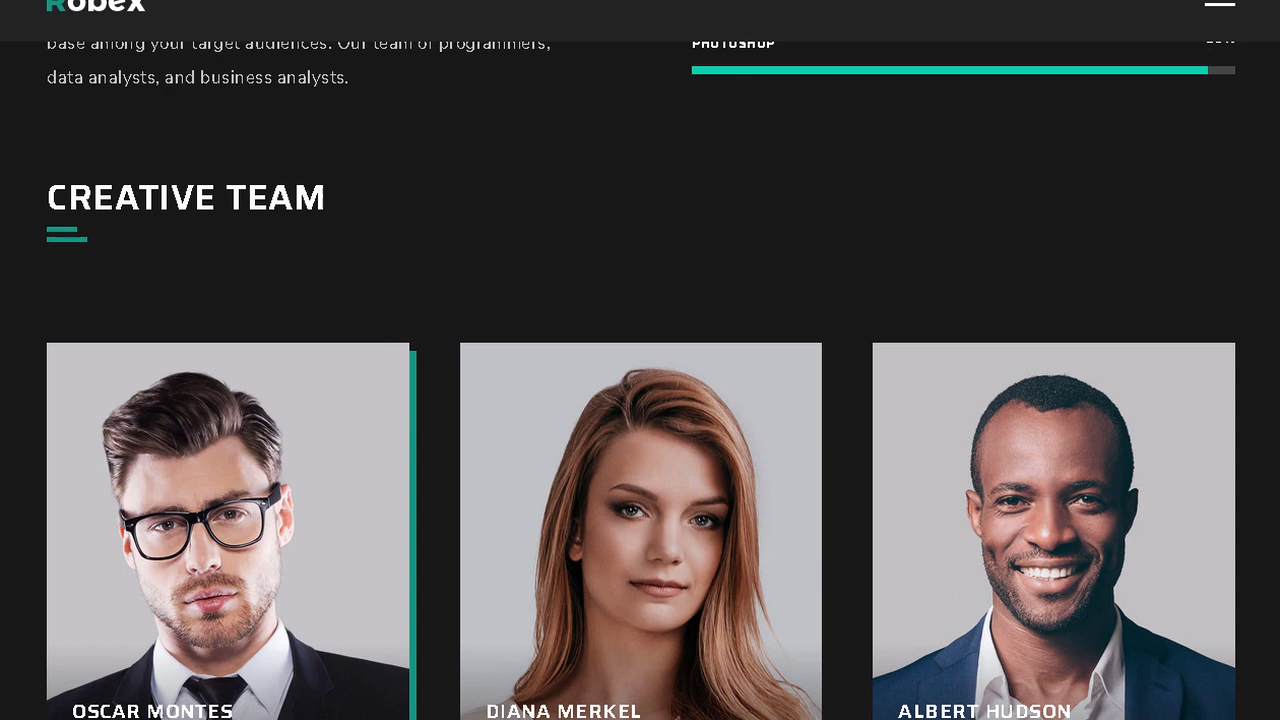 Robex
base among your target audiences. Our team of programmers,
data analysts, and business analysts.
PHOTOSHOP
CREATIVE TEAM
OSCAR MONTES
DIANA MERKEL
ALBERT HUDSON